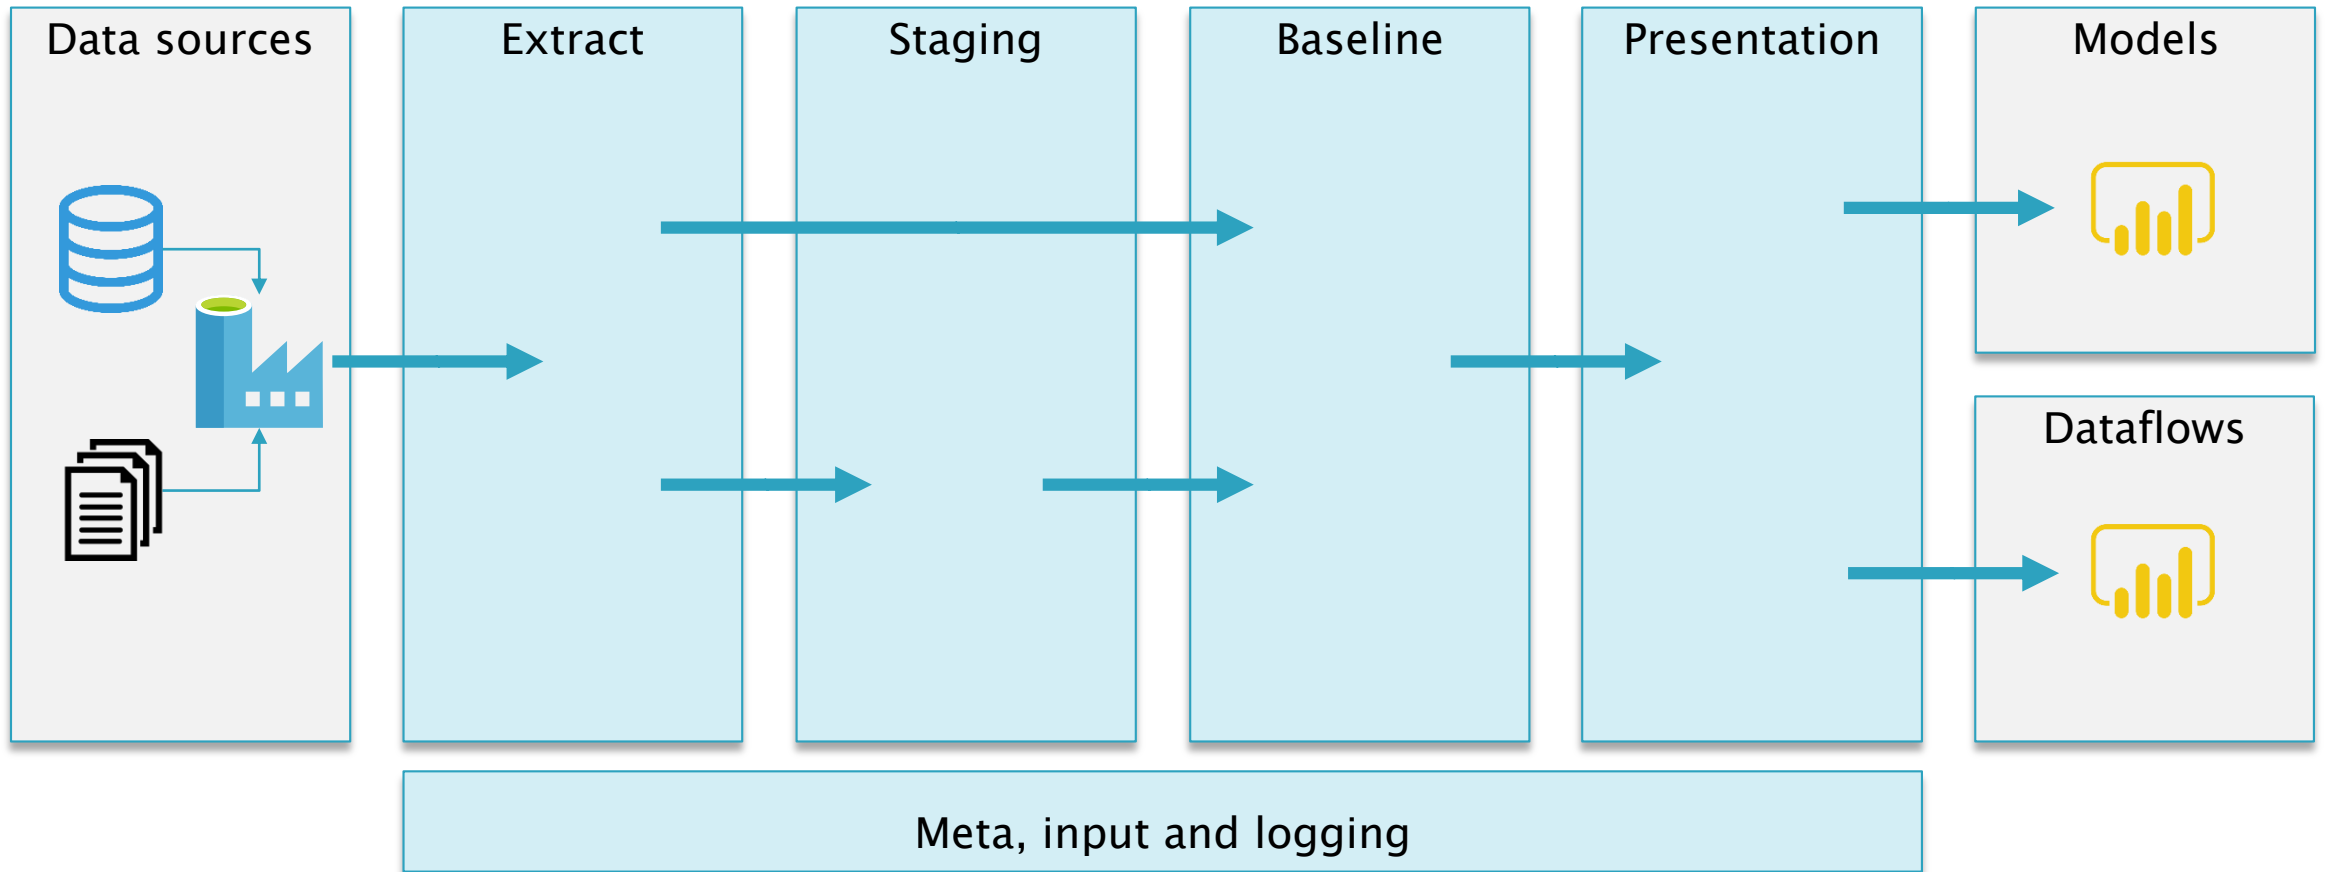 Data sources
Extract
Staging
Baseline
Presentation
Models
Dataflows
Meta, input and logging